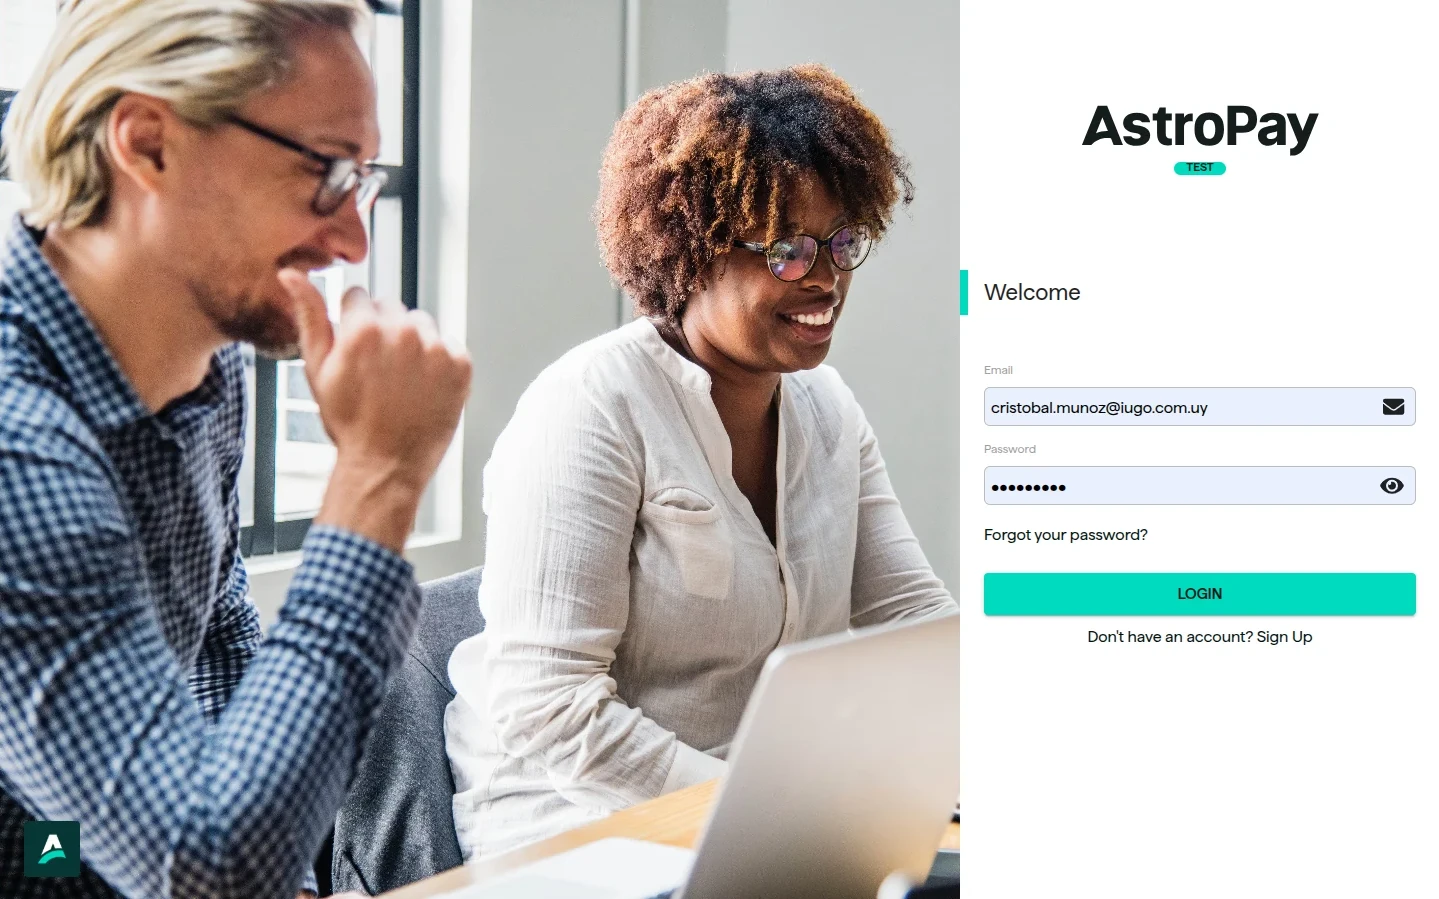 AstroPay
TEST
Welcome
Email
cristobal.munoz@iugo.com.uy
Password
•••••••••
Forgot your password?
LOGIN
Don't have an account? Sign Up